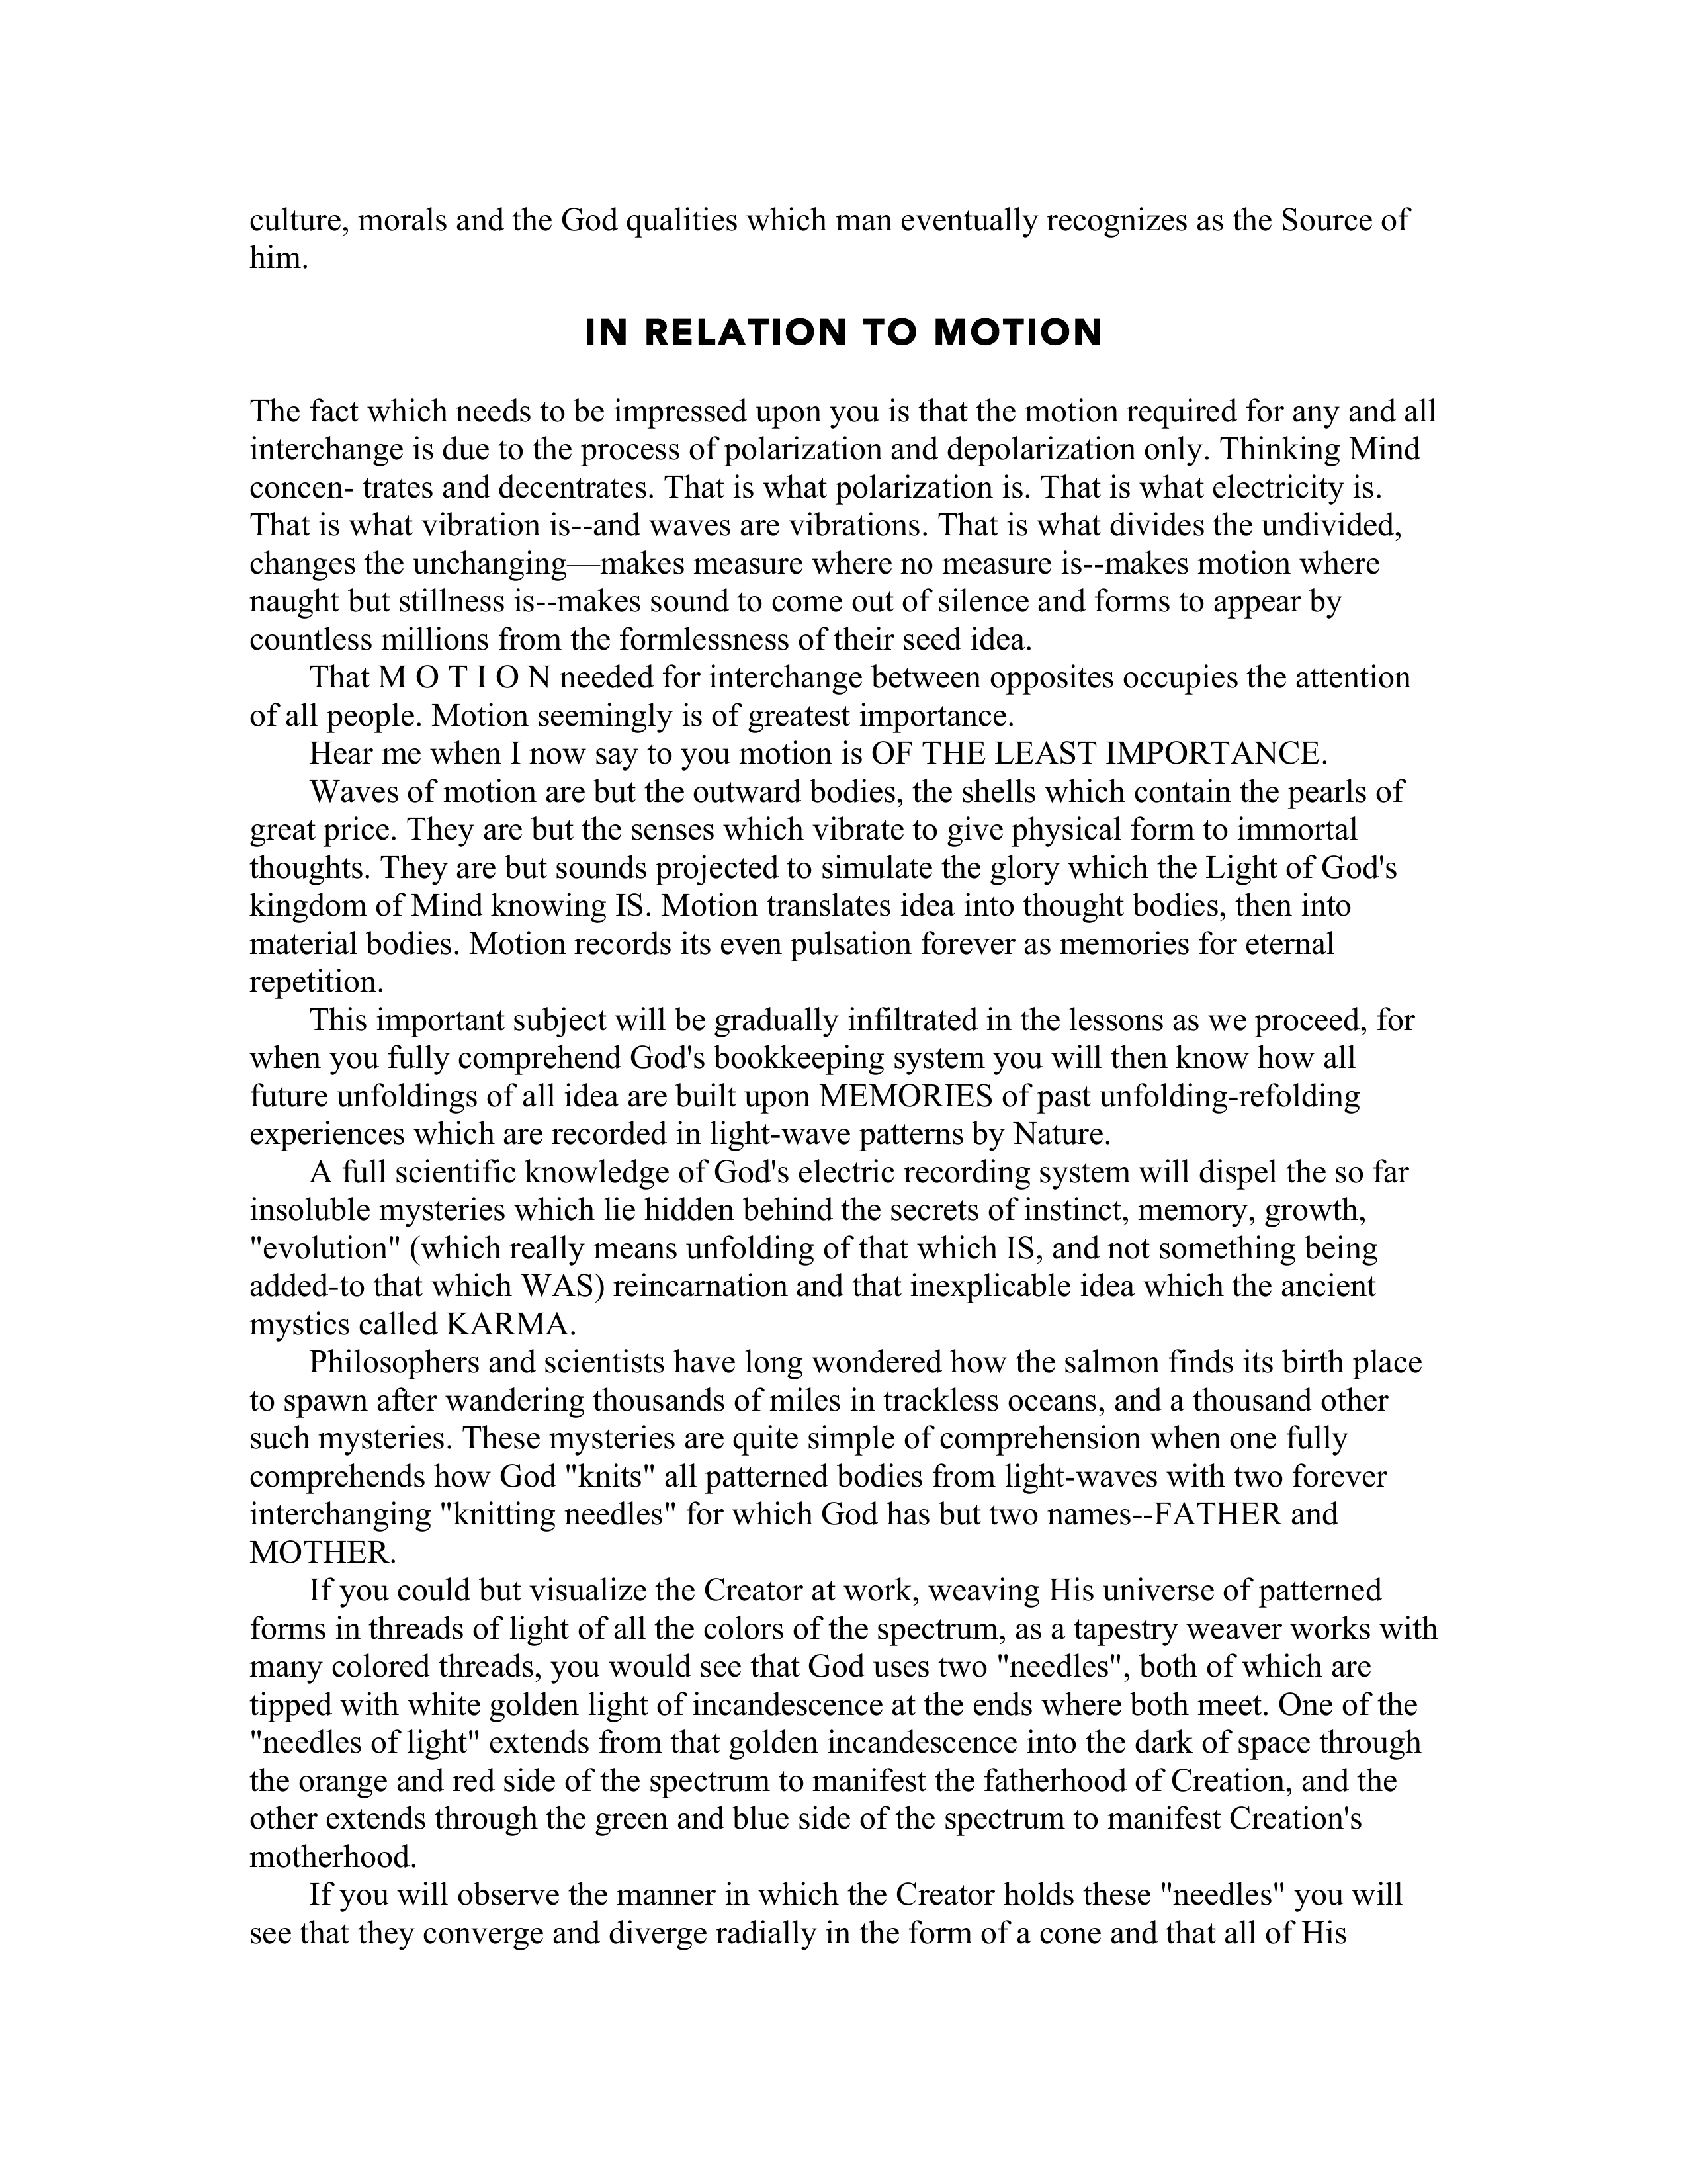 culture, morals and the God qualities which man eventually recognizes as the Source of
him.
IN RELATION TO MOTION
The fact which needs to be impressed upon you is that the motion required for any and all
interchange is due to the process of polarization and depolarization only. Thinking Mind
concen- trates and decentrates. That is what polarization is. That is what electricity is.
That is what vibration is--and waves are vibrations. That is what divides the undivided,
changes the unchanging—makes measure where no measure is--makes motion where
naught but stillness is--makes sound to come out of silence and forms to appear by
countless millions from the formlessness of their seed idea.
That M O T I O N needed for interchange between opposites occupies the attention
of all people. Motion seemingly is of greatest importance.
Hear me when I now say to you motion is OF THE LEAST IMPORTANCE.
Waves of motion are but the outward bodies, the shells which contain the pearls of
great price. They are but the senses which vibrate to give physical form to immortal
thoughts. They are but sounds projected to simulate the glory which the Light of God's
kingdom of Mind knowing IS. Motion translates idea into thought bodies, then into
material bodies. Motion records its even pulsation forever as memories for eternal
repetition.
This important subject will be gradually infiltrated in the lessons as we proceed, for
when you fully comprehend God's bookkeeping system you will then know how all
future unfoldings of all idea are built upon MEMORIES of past unfolding-refolding
experiences which are recorded in light-wave patterns by Nature.
A full scientific knowledge of God's electric recording system will dispel the so far
insoluble mysteries which lie hidden behind the secrets of instinct, memory, growth,
"evolution" (which really means unfolding of that which IS, and not something being
added-to that which WAS) reincarnation and that inexplicable idea which the ancient
mystics called KARMA.
Philosophers and scientists have long wondered how the salmon finds its birth place
to spawn after wandering thousands of miles in trackless oceans, and a thousand other
such mysteries. These mysteries are quite simple of comprehension when one fully
comprehends how God "knits" all patterned bodies from light-waves with two forever
interchanging "knitting needles" for which God has but two names--FATHER and
MOTHER.
If you could but visualize the Creator at work, weaving His universe of patterned
forms in threads of light of all the colors of the spectrum, as a tapestry weaver works with
many colored threads, you would see that God uses two "needles", both of which are
tipped with white golden light of incandescence at the ends where both meet. One of the
"needles of light" extends from that golden incandescence into the dark of space through
the orange and red side of the spectrum to manifest the fatherhood of Creation, and the
other extends through the green and blue side of the spectrum to manifest Creation's
motherhood.
If you will observe the manner in which the Creator holds these "needles" you will
see that they converge and diverge radially in the form of a cone and that all of His